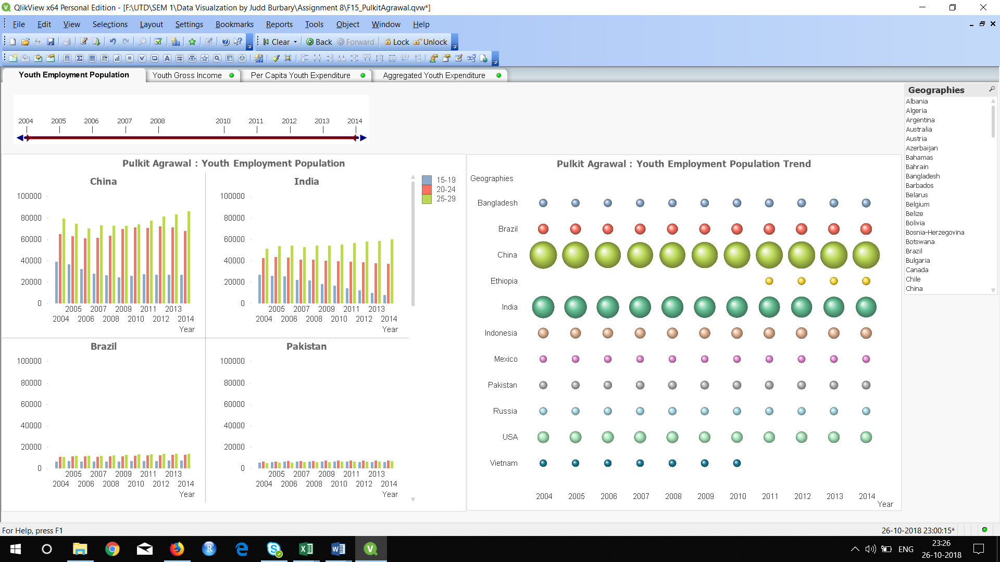 QlikView x64 Personal Edition - [F:\UTD\SEM 1\Data Visualzation by Judd Burbary\Assignment 8\F15_PulkitAgrawal.qvw*]
File Edit View Selections Layout Settings Bookmarks Reports Tools Object Window Help
Clear Back Forward Lock Unlock
Youth Employment Population Youth Gross Income Per Capita Youth Expenditure Aggregated Youth Expenditure
2004 2005 2006 2007 2008 2010 2011 2012 2013 2014
Pulkit Agrawal : Youth Employment Population
China
100000
80000
60000
40000
20000
0
2005 2007 2009 2011 2013
2004 2006 2008 2010 2012 2014
Year
India
100000
80000
60000
40000
20000
0
2005 2007 2009 2011 2013
2004 2006 2008 2010 2012 2014
Year
15-19
20-24
25-29
Brazil
100000
80000
60000
40000
20000
0
2005 2007 2009 2011 2013
2004 2006 2008 2010 2012 2014
Year
Pakistan
100000
80000
60000
40000
20000
0
2005 2007 2009 2011 2013
2004 2006 2008 2010 2012 2014
Year
Pulkit Agrawal : Youth Employment Population Trend
Geographies
Bangladesh
Brazil
China
Ethiopia
India
Indonesia
Mexico
Pakistan
Russia
USA
Vietnam
2004 2005 2006 2007 2008 2009 2010 2011 2012 2013 2014
Year
Geographies
Albania
Algeria
Argentina
Australia
Austria
Azerbaijan
Bahamas
Bahrain
Bangladesh
Barbados
Belarus
Belgium
Belize
Bolivia
Bosnia-Herzegovina
Botswana
Brazil
Bulgaria
Canada
Chile
China
For Help, press F1
26-10-2018 23:00:15*
ENG
23:26
26-10-2018